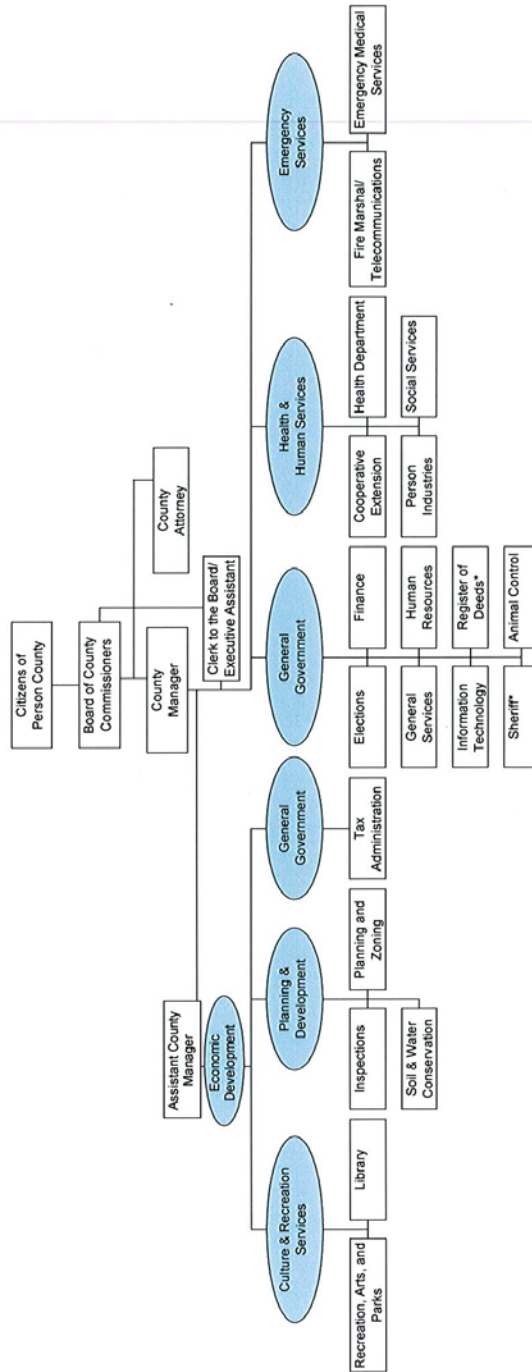 Citizens of
Person County
Board of County
Commissioners
County
Manager
County
Attorney
Clerk to the Board/
Executive Assistant
Assistant County
Manager
Economic
Development
Culture & Recreation
Services
Planning &
Development
General
Government
General
Government
Health &
Human Services
Emergency
Services
Recreation, Arts, and
Parks
Library
Inspections
Planning and
Zoning
Soil & Water
Conservation
Tax
Administration
Elections
Finance
General
Services
Human
Resources
Information
Technology
Register of
Deeds*
Sheriff*
Animal Control
Cooperative
Extension
Health Department
Person
Industries
Social Services
Fire Marshal/
Telecommunications
Emergency Medical
Services